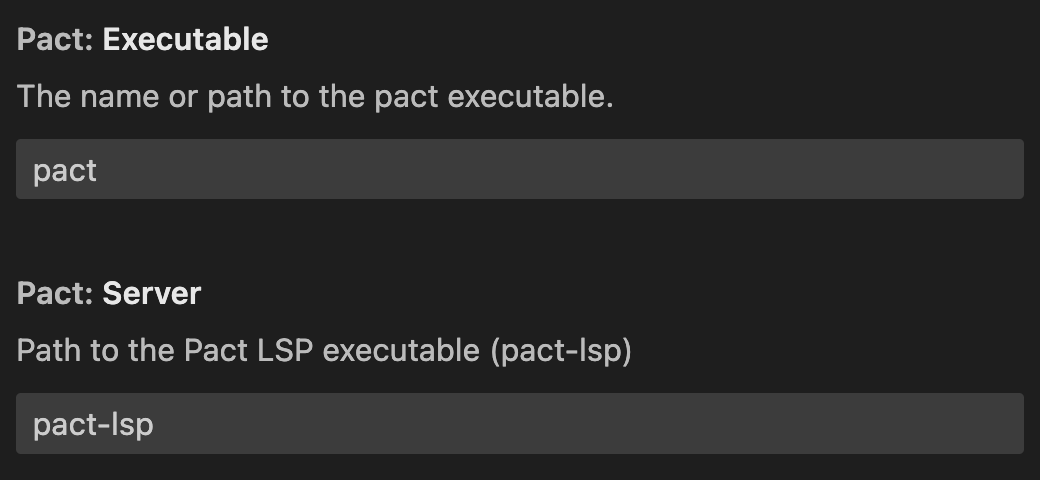 Pact: Executable
The name or path to the pact executable.
pact
Pact: Server
Path to the Pact LSP executable (pact-lsp)
pact-lsp